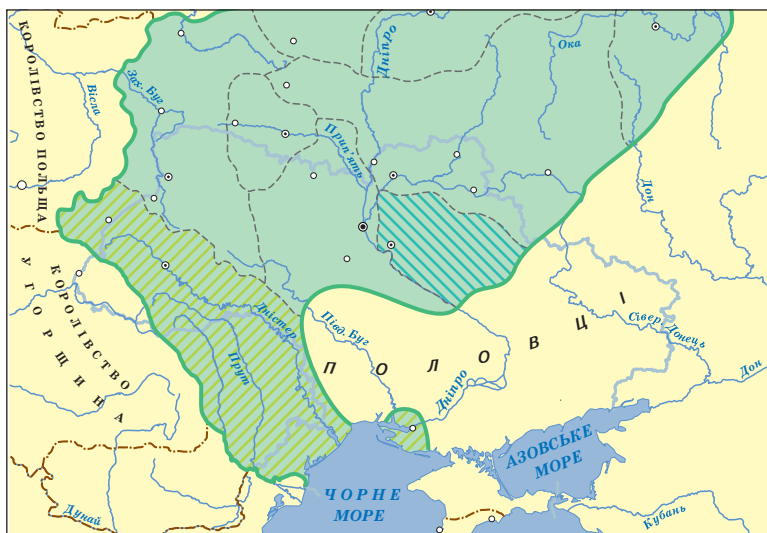 КОРОЛІВСТВО ПОЛЬЩА
Вісла
Зах. Буг
Дніпро
Ока
Прип'ять
Дон
КОРОЛІВСТВО
УГОРЩИНА
Дністер
Прут
Півд. Буг
ПОЛОВЦІ
Дніпро
Сівер. Донець
Дон
АЗОВСЬКЕ
МОРЕ
ЧОРНЕ
МОРЕ
Дунай
Кубань